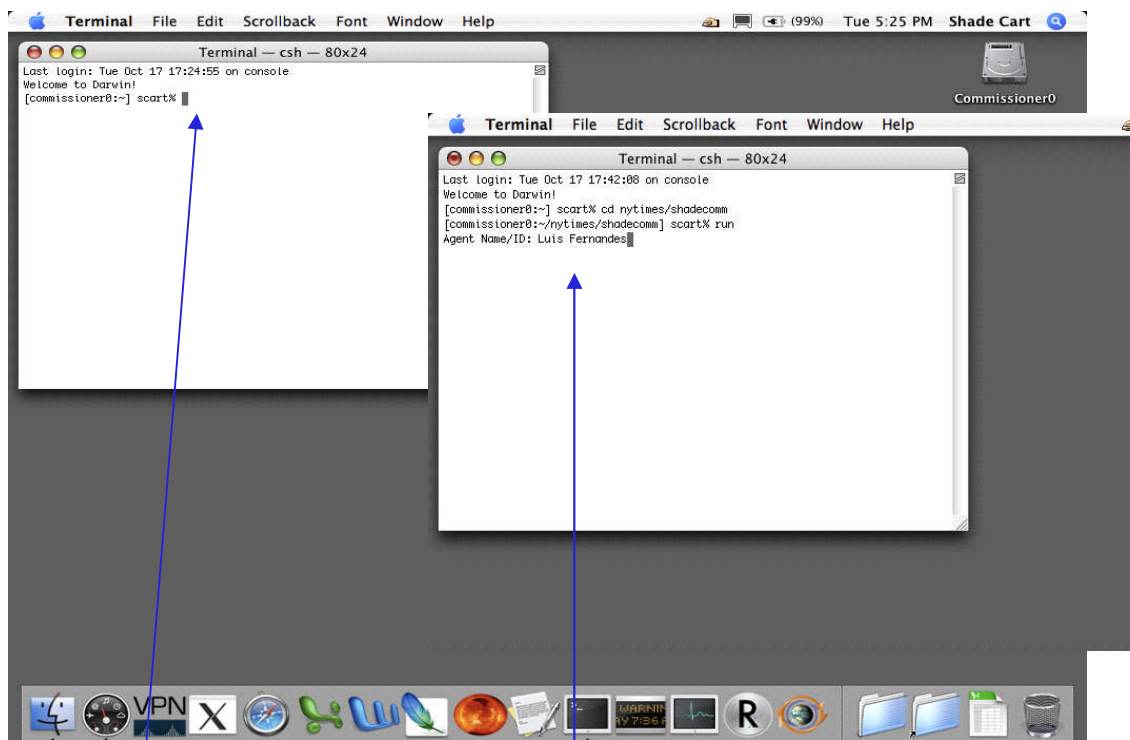 Terminal File Edit Scrollback Font Window Help (99%) Tue 5:25 PM Shade Cart
Terminal — csh — 80x24
Last login: Tue Oct 17 17:24:55 on console
Welcome to Darwin!
[commissioner0:~] scart%
Commissioner0
Terminal File Edit Scrollback Font Window Help
Terminal — csh — 80x24
Last login: Tue Oct 17 17:42:08 on console
Welcome to Darwin!
[commissioner0:~] scart% cd nytimes/shadecomm
[commissioner0:~/nytimes/shadecomm] scart% run
Agent Name/ID: Luis Fernandes
VPN X W WARNIN R
AY 7:36